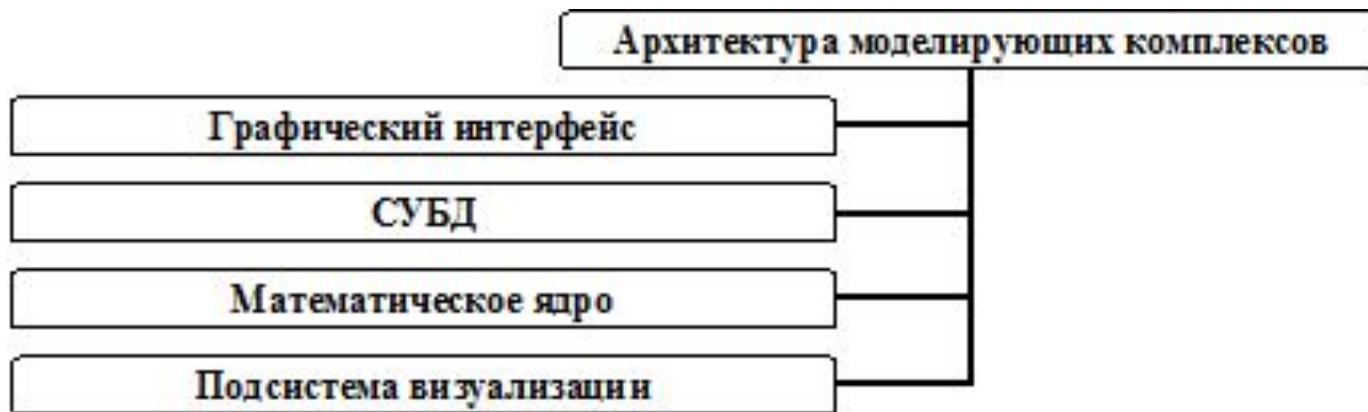 Архитектура моделирующих комплексов
Графический интерфейс
СУБД
Математическое ядро
Подсистема визуализации